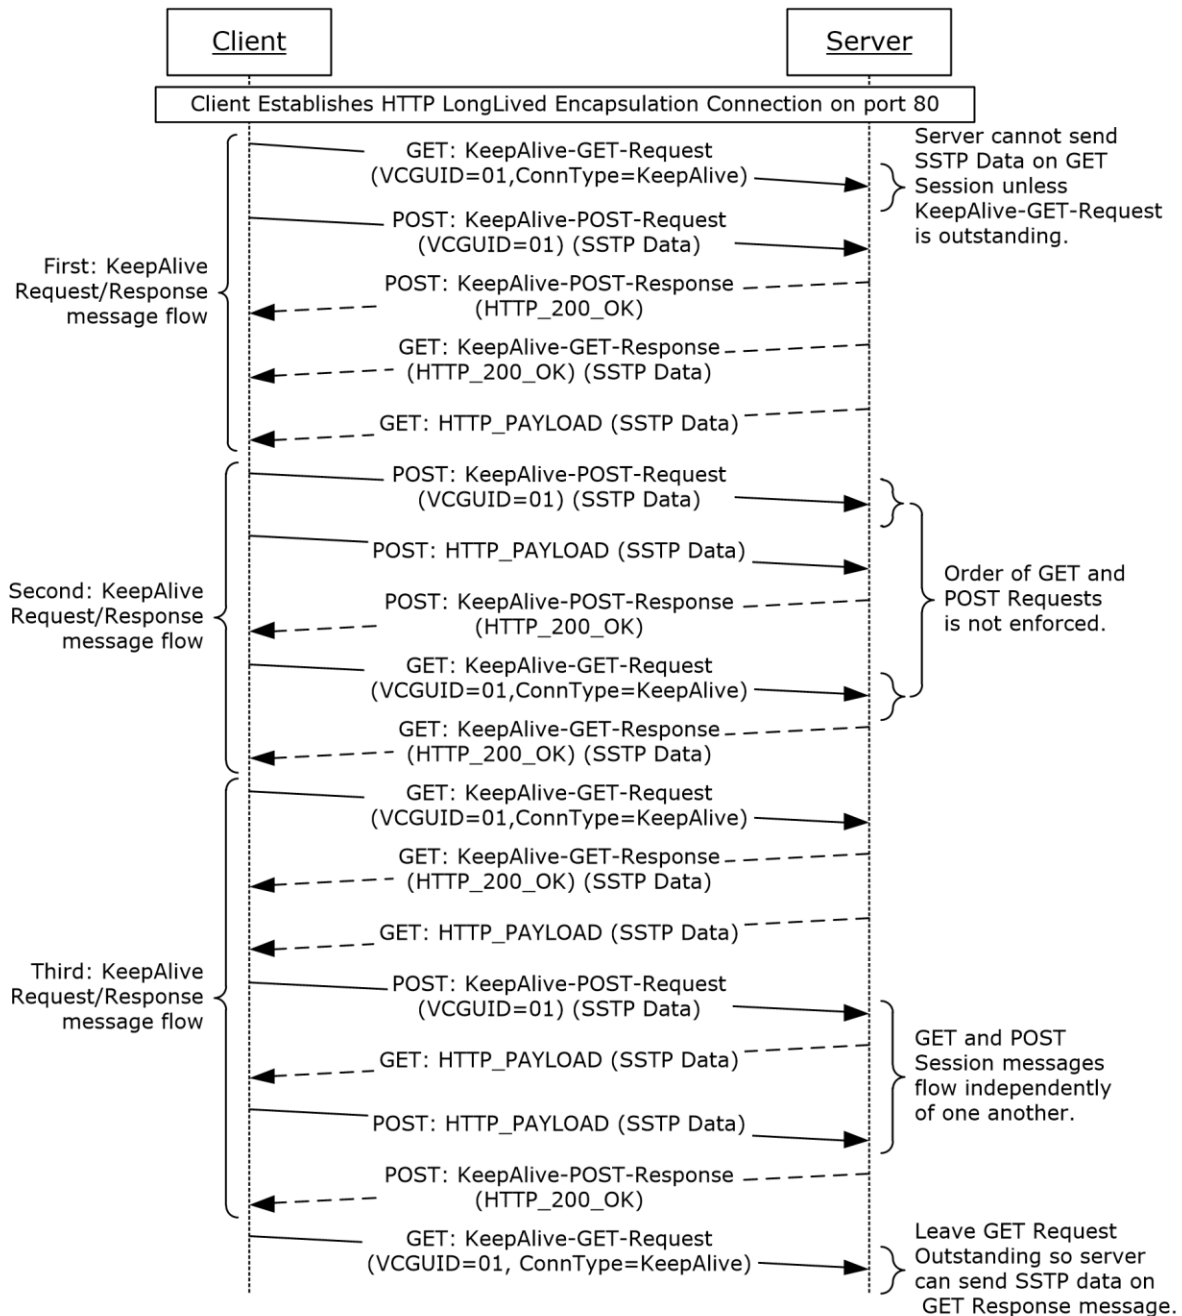 Client
Server
Client Establishes HTTP LongLived Encapsulation Connection on port 80
GET: KeepAlive-GET-Request
(VCGUID=01,ConnType=KeepAlive)
Server cannot send
SSTP Data on GET
Session unless
KeepAlive-GET-Request
is outstanding.
POST: KeepAlive-POST-Request
(VCGUID=01) (SSTP Data)
First: KeepAlive
Request/Response
message flow
POST: KeepAlive-POST-Response
(HTTP_200_OK)
GET: KeepAlive-GET-Response
(HTTP_200_OK) (SSTP Data)
GET: HTTP_PAYLOAD (SSTP Data)
POST: KeepAlive-POST-Request
(VCGUID=01) (SSTP Data)
POST: HTTP_PAYLOAD (SSTP Data)
Second: KeepAlive
Request/Response
message flow
Order of GET and
POST Requests
is not enforced.
POST: KeepAlive-POST-Response
(HTTP_200_OK)
GET: KeepAlive-GET-Request
(VCGUID=01,ConnType=KeepAlive)
GET: KeepAlive-GET-Response
(HTTP_200_OK) (SSTP Data)
GET: KeepAlive-GET-Request
(VCGUID=01,ConnType=KeepAlive)
GET: KeepAlive-GET-Response
(HTTP_200_OK) (SSTP Data)
GET: HTTP_PAYLOAD (SSTP Data)
Third: KeepAlive
Request/Response
message flow
POST: KeepAlive-POST-Request
(VCGUID=01) (SSTP Data)
GET: HTTP_PAYLOAD (SSTP Data)
GET and POST
Session messages
flow independently
of one another.
POST: HTTP_PAYLOAD (SSTP Data)
POST: KeepAlive-POST-Response
(HTTP_200_OK)
GET: KeepAlive-GET-Request
(VCGUID=01, ConnType=KeepAlive)
Leave GET Request
Outstanding so server
can send SSTP data on
GET Response message.